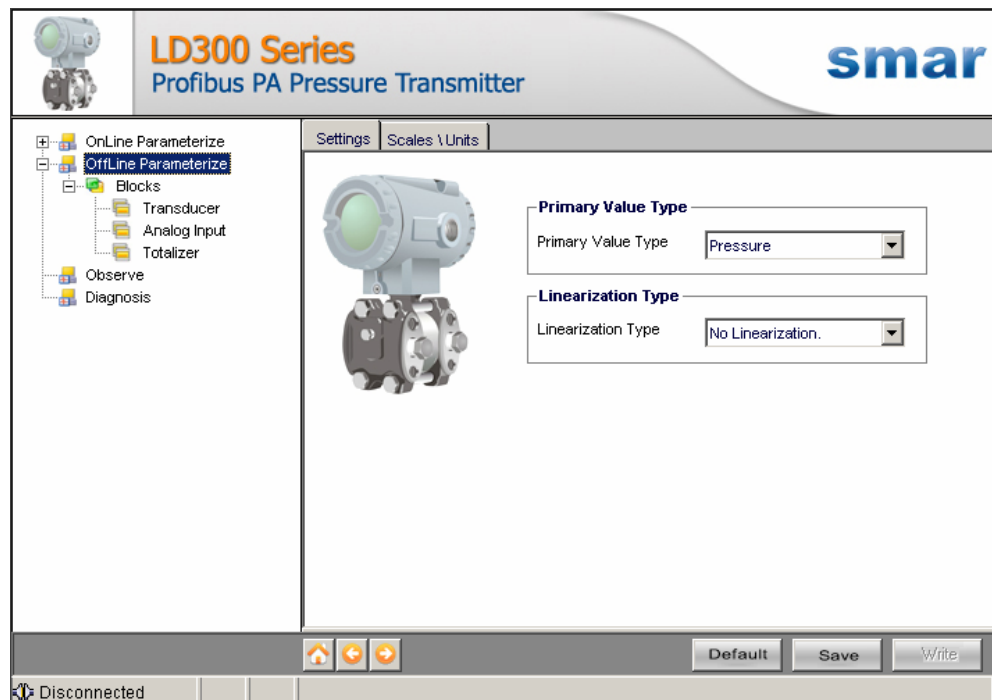 LD300 Series
Profibus PA Pressure Transmitter
smar
OnLine Parameterize
OffLine Parameterize
Blocks
Transducer
Analog Input
Totalizer
Observe
Diagnosis
Settings
Scales \ Units
Primary Value Type
Primary Value Type
Pressure
Linearization Type
Linearization Type
No Linearization.
Default
Save
Write
Disconnected